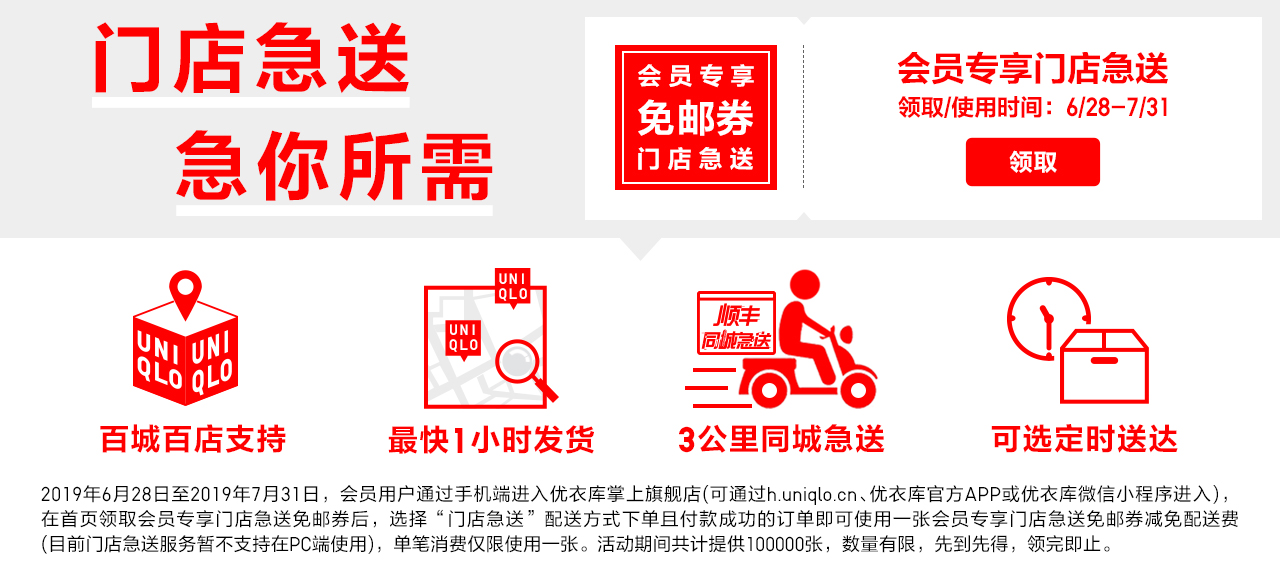 门店急送
急你所需
会员专享
免邮券
门店急送
会员专享门店急送
领取/使用时间：6/28-7/31
领取
UNI
QLO
UNI
QLO
百城百店支持
UNI
QLO
UNI
QLO
最快1小时发货
顺丰
同城急送
3公里同城急送
可选定时送达
2019年6月28日至2019年7月31日，会员用户通过手机端进入优衣库掌上旗舰店(可通过h.uniqlo.cn、优衣库官方APP或优衣库微信小程序进入)，
在首页领取会员专享门店急送免邮券后，选择“门店急送”配送方式下单且付款成功的订单即可使用一张会员专享门店急送免邮券减免配送费
(目前门店急送服务暂不支持在PC端使用)，单笔消费仅限使用一张。活动期间共计提供100000张，数量有限，先到先得，领完即止。